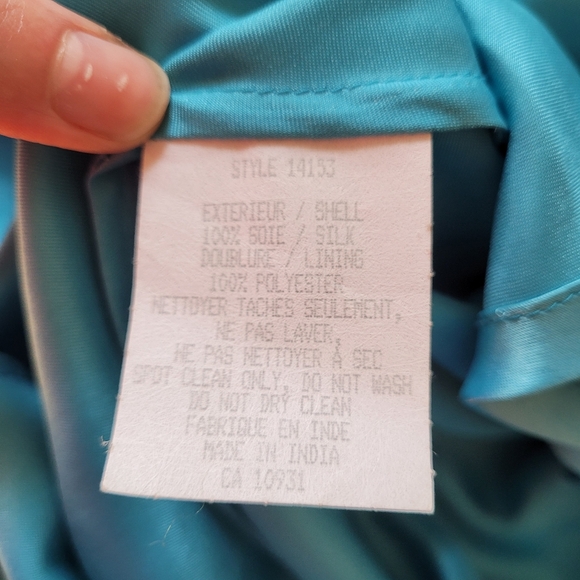 STYLE 14153
EXTERIEUR / SHELL
100% SOIE / SILK
DOUBLURE / LINING
100% POLYESTER
NETTOYER TACHES SEULEMENT,
NE PAS LAVER,
NE PAS NETTOYER À SEC
SPOT CLEAN ONLY, DO NOT WASH
DO NOT DRY CLEAN
FABRIQUE EN INDE
MADE IN INDIA
CA 10931